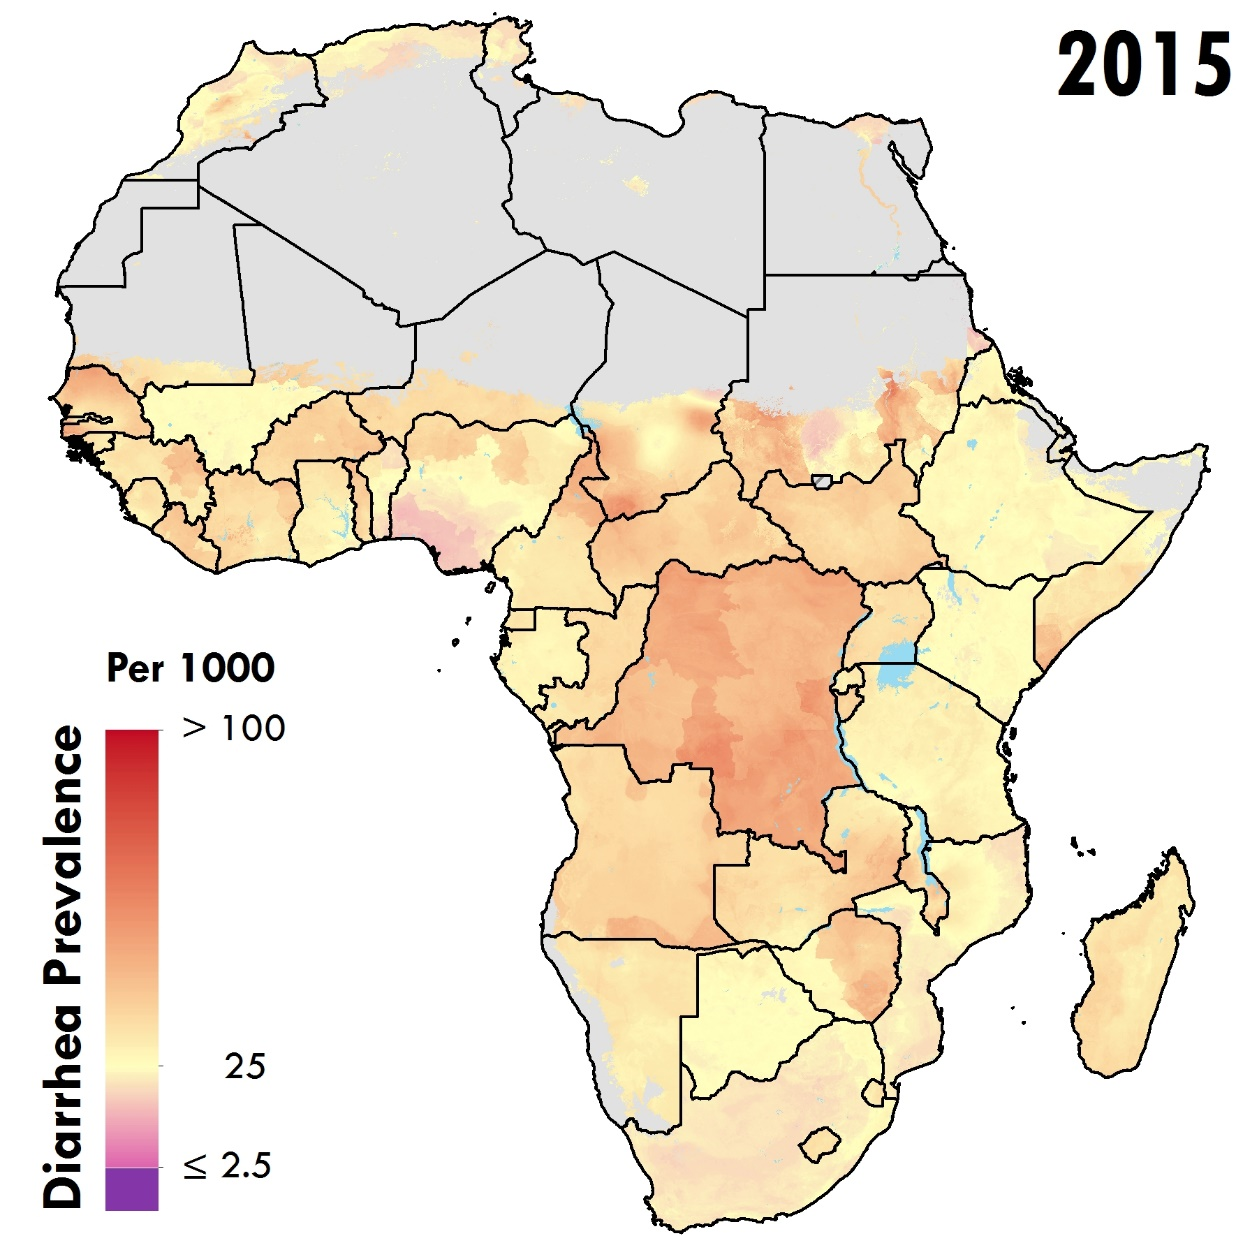 2015
Per 1000
> 100
25
≤ 2.5
Diarrhea Prevalence